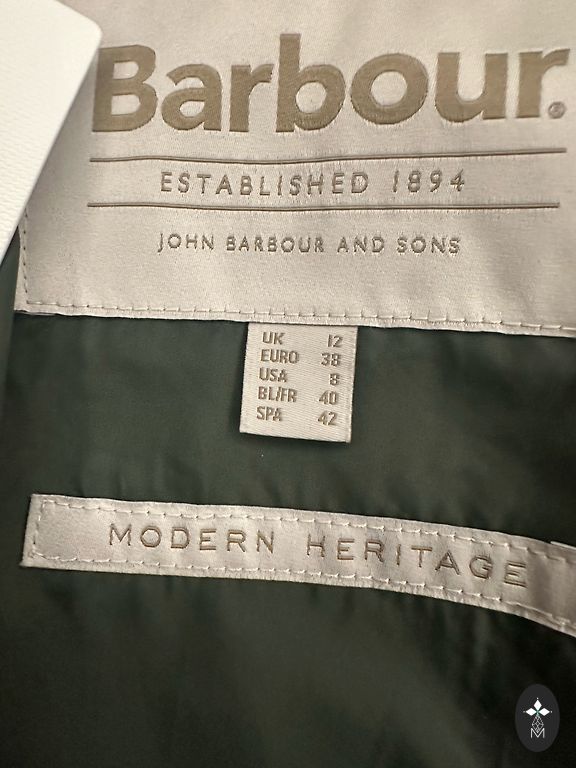 Barbour®
ESTABLISHED 1894
JOHN BARBOUR AND SONS
UK 12
EURO 38
USA 8
BL/FR 40
SPA 42
MODERN HERITAGE
M